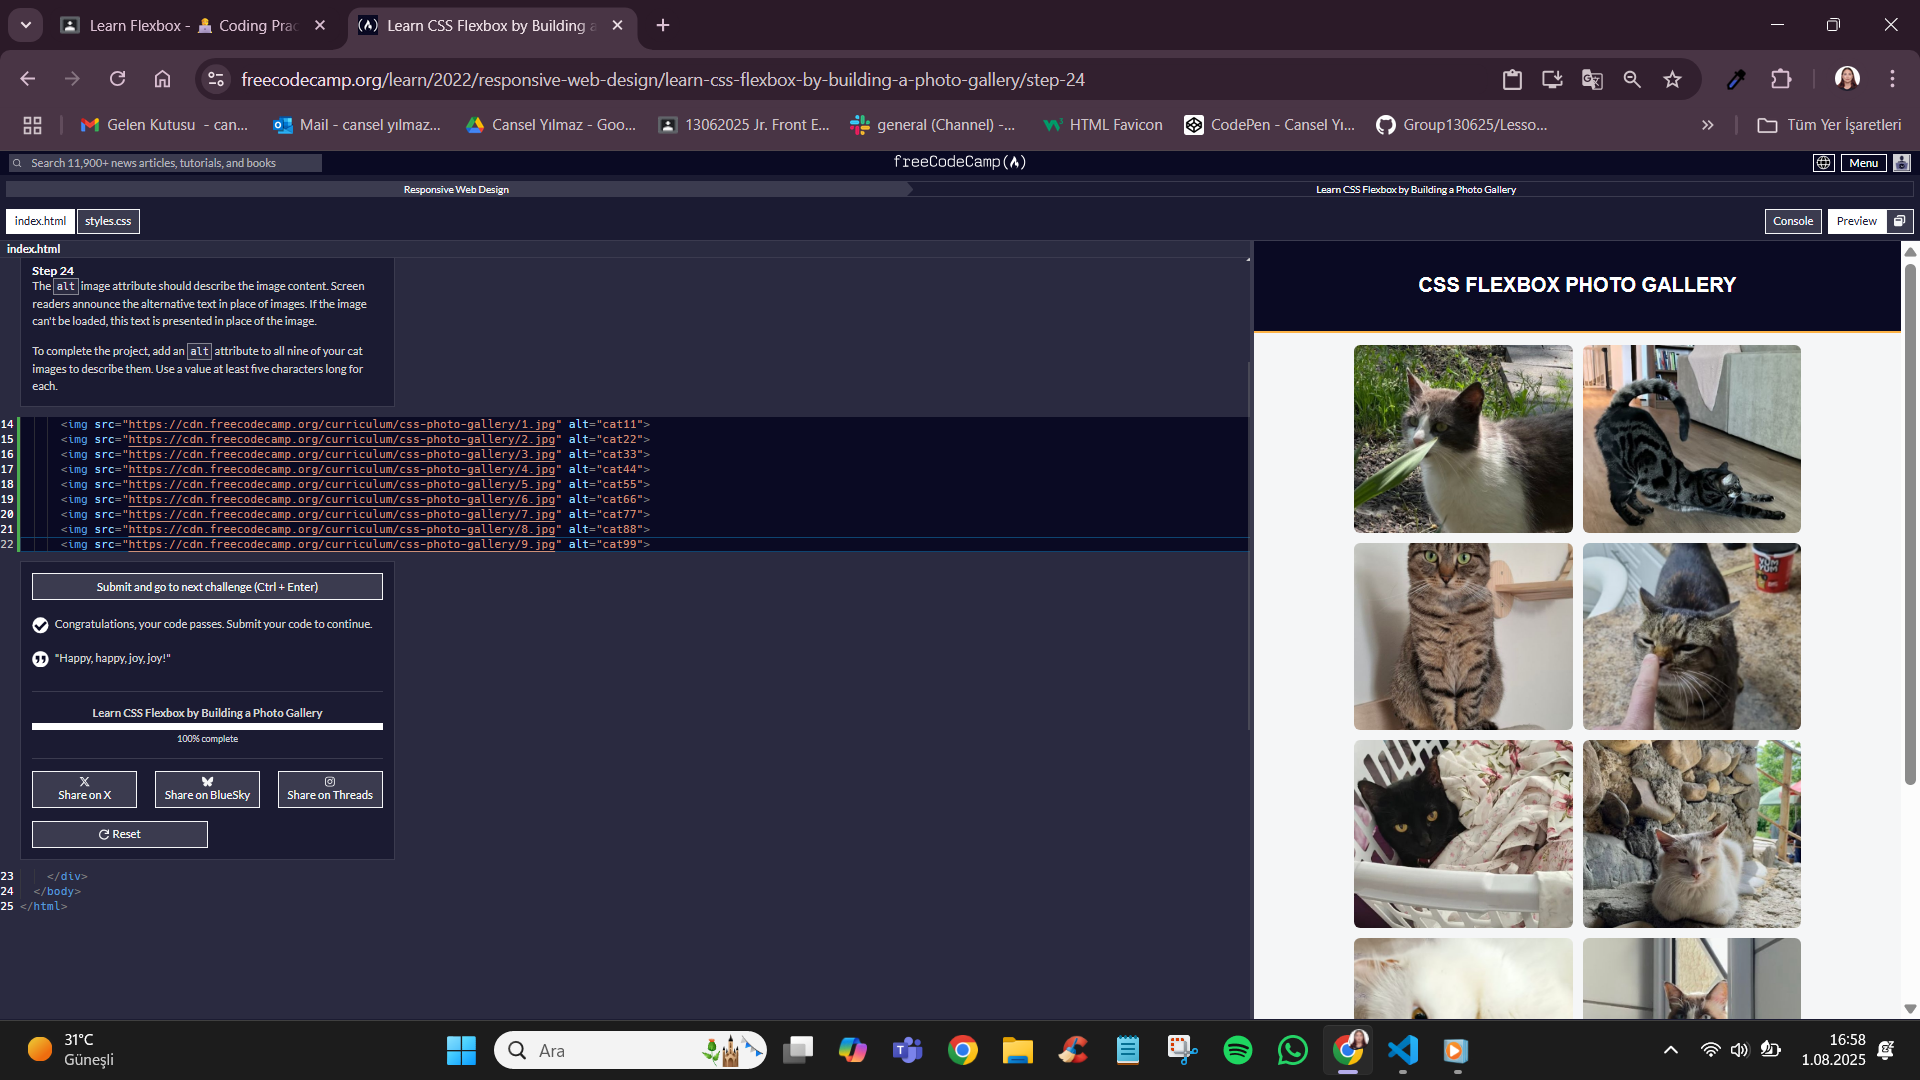 Learn Flexbox - Coding Prac
Learn CSS Flexbox by Building a
freecodecamp.org/learn/2022/responsive-web-design/learn-css-flexbox-by-building-a-photo-gallery/step-24
Gelen Kutusu - can...
Mail - cansel yılmaz...
Cansel Yılmaz - Goo...
13062025 Jr. Front E...
general (Channel) -...
HTML Favicon
CodePen - Cansel Yı...
Group130625/Lesso...
Tüm Yer İşaretleri
Search 11,900+ news articles, tutorials, and books
freeCodeCamp
Menu
Responsive Web Design
Learn CSS Flexbox by Building a Photo Gallery
index.html
styles.css
Console
Preview
index.html
Step 24
The alt image attribute should describe the image content. Screen
readers announce the alternative text in place of images. If the image
can't be loaded, this text is presented in place of the image.
To complete the project, add an alt attribute to all nine of your cat
images to describe them. Use a value at least five characters long for
each.
14 <img src="https://cdn.freecodecamp.org/curriculum/css-photo-gallery/1.jpg" alt="cat11">
15 <img src="https://cdn.freecodecamp.org/curriculum/css-photo-gallery/2.jpg" alt="cat22">
16 <img src="https://cdn.freecodecamp.org/curriculum/css-photo-gallery/3.jpg" alt="cat33">
17 <img src="https://cdn.freecodecamp.org/curriculum/css-photo-gallery/4.jpg" alt="cat44">
18 <img src="https://cdn.freecodecamp.org/curriculum/css-photo-gallery/5.jpg" alt="cat55">
19 <img src="https://cdn.freecodecamp.org/curriculum/css-photo-gallery/6.jpg" alt="cat66">
20 <img src="https://cdn.freecodecamp.org/curriculum/css-photo-gallery/7.jpg" alt="cat77">
21 <img src="https://cdn.freecodecamp.org/curriculum/css-photo-gallery/8.jpg" alt="cat88">
22 <img src="https://cdn.freecodecamp.org/curriculum/css-photo-gallery/9.jpg" alt="cat99">
Submit and go to next challenge (Ctrl + Enter)
Congratulations, your code passes. Submit your code to continue.
"Happy, happy, joy, joy!"
Learn CSS Flexbox by Building a Photo Gallery
100% complete
Share on X
Share on BlueSky
Share on Threads
Reset
23 </div>
24 </body>
25 </html>
CSS FLEXBOX PHOTO GALLERY
YUM
YUM
31°C
Güneşli
Ara
16:58
1.08.2025